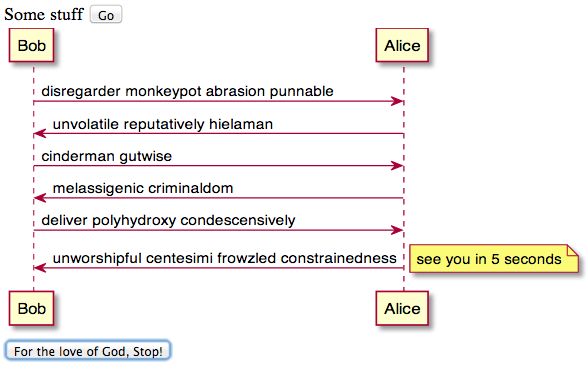 Some stuff Go
Bob Alice
disregarder monkeypot abrasion punnable
unvolatile reputatively hielaman
cinderman gutwise
melassigenic criminaldom
deliver polyhydroxy condescensively
unworshipful centesimi frowzled constrainedness see you in 5 seconds
Bob Alice
For the love of God, Stop!